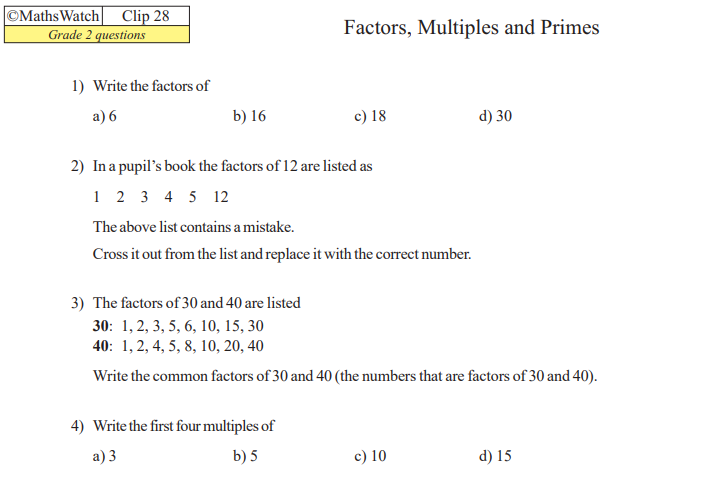 ©MathsWatch Clip 28
Grade 2 questions
Factors, Multiples and Primes
1) Write the factors of
a) 6 b) 16 c) 18 d) 30
2) In a pupil's book the factors of 12 are listed as
1 2 3 4 5 12
The above list contains a mistake.
Cross it out from the list and replace it with the correct number.
3) The factors of 30 and 40 are listed
30: 1, 2, 3, 5, 6, 10, 15, 30
40: 1, 2, 4, 5, 8, 10, 20, 40
Write the common factors of 30 and 40 (the numbers that are factors of 30 and 40).
4) Write the first four multiples of
a) 3 b) 5 c) 10 d) 15